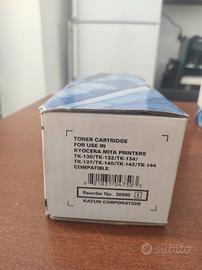 TONER CARTRIDGE
FOR USE IN
KYOCERA MITA PRINTERS
TK-130/TK-132/TK-134/
TK-137/TK-140/TK-142/TK-144
COMPATIBLE
Reorder No. 36980
KATUN CORPORATION
subito